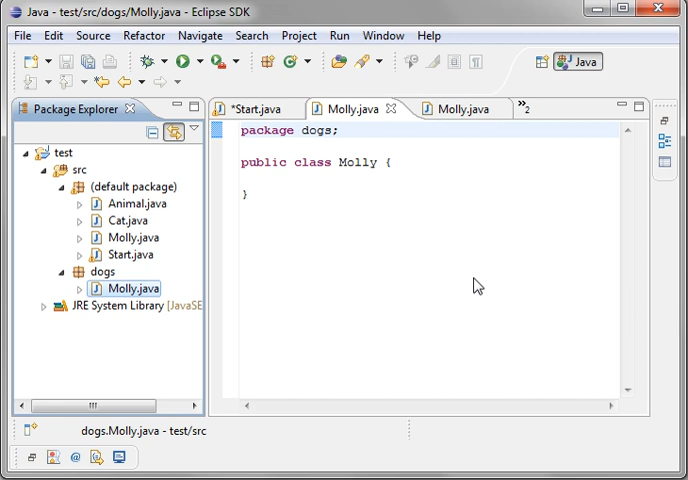 Java - test/src/dogs/Molly.java - Eclipse SDK
File Edit Source Refactor Navigate Search Project Run Window Help
Java
Package Explorer
*Start.java Molly.java Molly.java »2
test
src
(default package)
Animal.java
Cat.java
Molly.java
Start.java
dogs
Molly.java
JRE System Library [JavaSE
package dogs;
public class Molly {
}
dogs.Molly.java - test/src